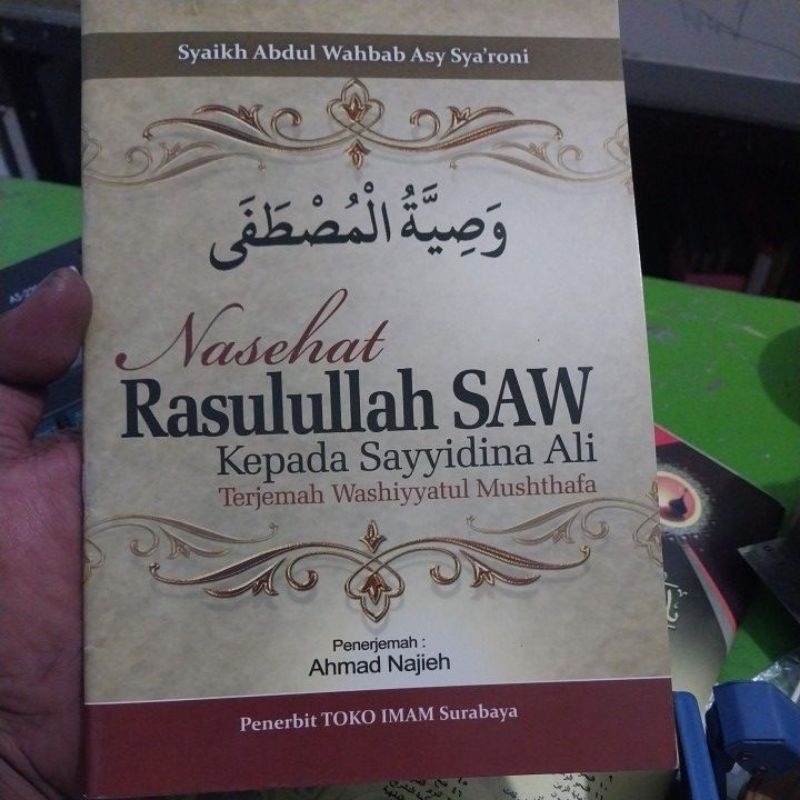 Syaikh Abdul Wahbab Asy Sya'roni
وَصِيَّةُ الْمُصْطَفَى
Nasehat
Rasulullah SAW
Kepada Sayyidina Ali
Terjemah Washiyyatul Mushthafa
Penerjemah :
Ahmad Najieh
Penerbit TOKO IMAM Surabaya